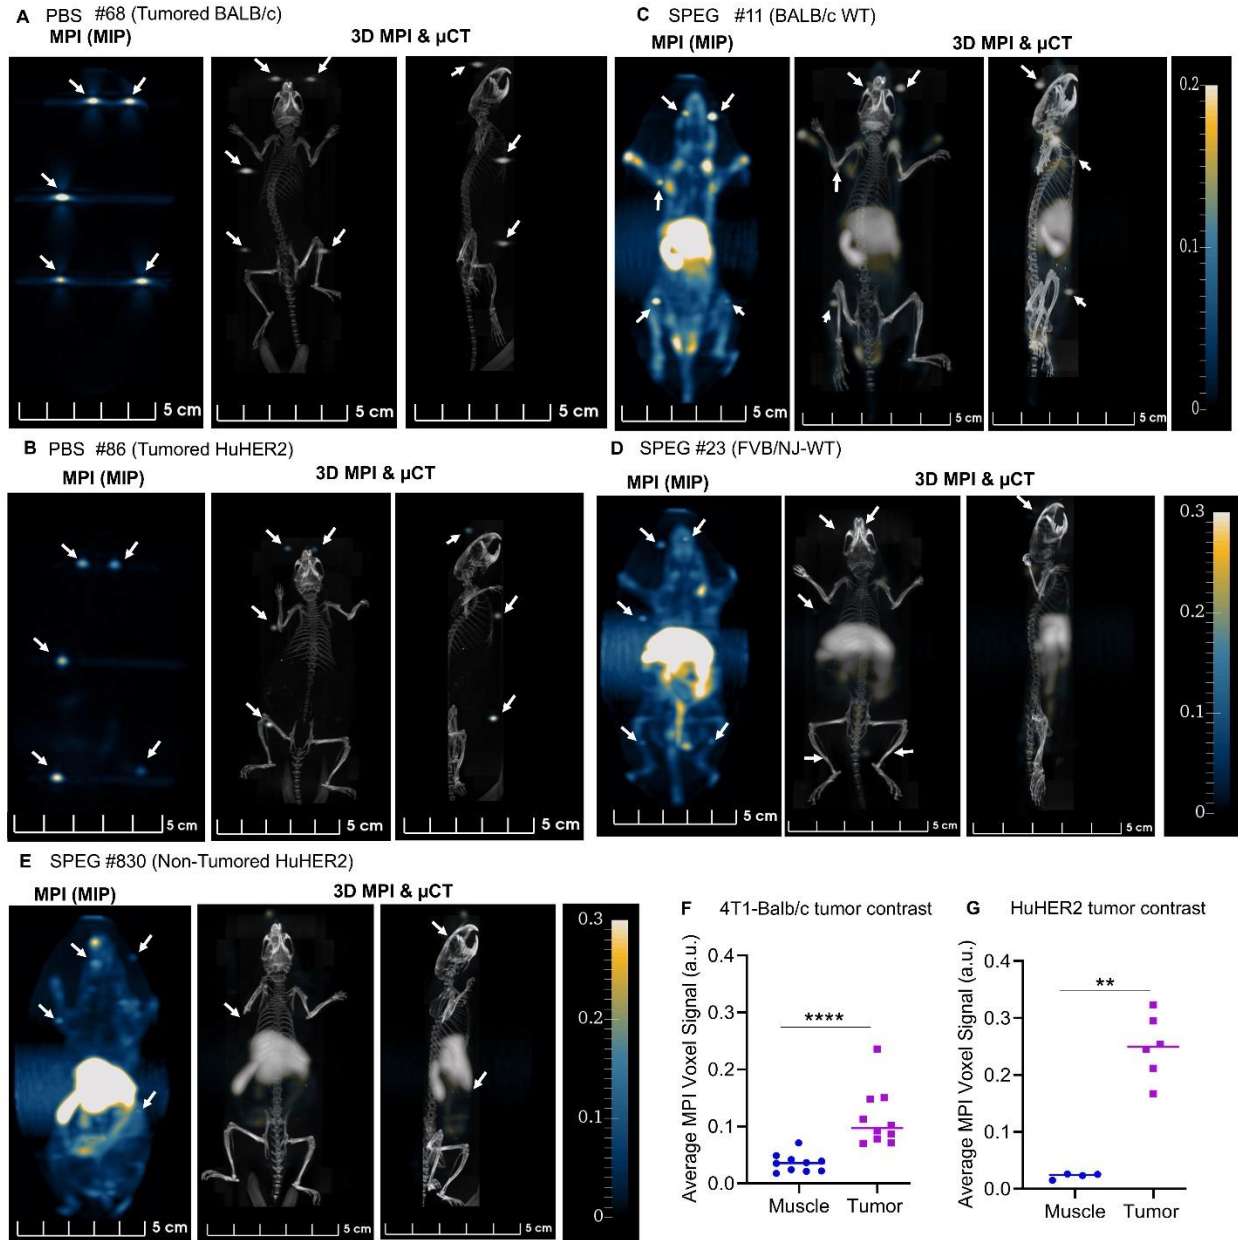 A PBS #68 (Tumored BALB/c)
MPI (MIP)
3D MPI & µCT
5 cm
5 cm
5 cm
C SPEG #11 (BALB/c WT)
MPI (MIP)
3D MPI & µCT
5 cm
5 cm
5 cm
0.2
0.1
0
B PBS #86 (Tumored HuHER2)
MPI (MIP)
3D MPI & µCT
5 cm
5 cm
5 cm
D SPEG #23 (FVB/NJ-WT)
MPI (MIP)
3D MPI & µCT
5 cm
5 cm
5 cm
0.3
0.2
0.1
0
E SPEG #830 (Non-Tumored HuHER2)
MPI (MIP)
3D MPI & µCT
5 cm
5 cm
5 cm
0.3
0.2
0.1
0
F 4T1-Balb/c tumor contrast
Average MPI Voxel Signal (a.u.)
0.4
0.3
0.2
0.1
0.0
****
Muscle Tumor
G HuHER2 tumor contrast
Average MPI Voxel Signal (a.u.)
0.4
0.3
0.2
0.1
0.0
**
Muscle Tumor